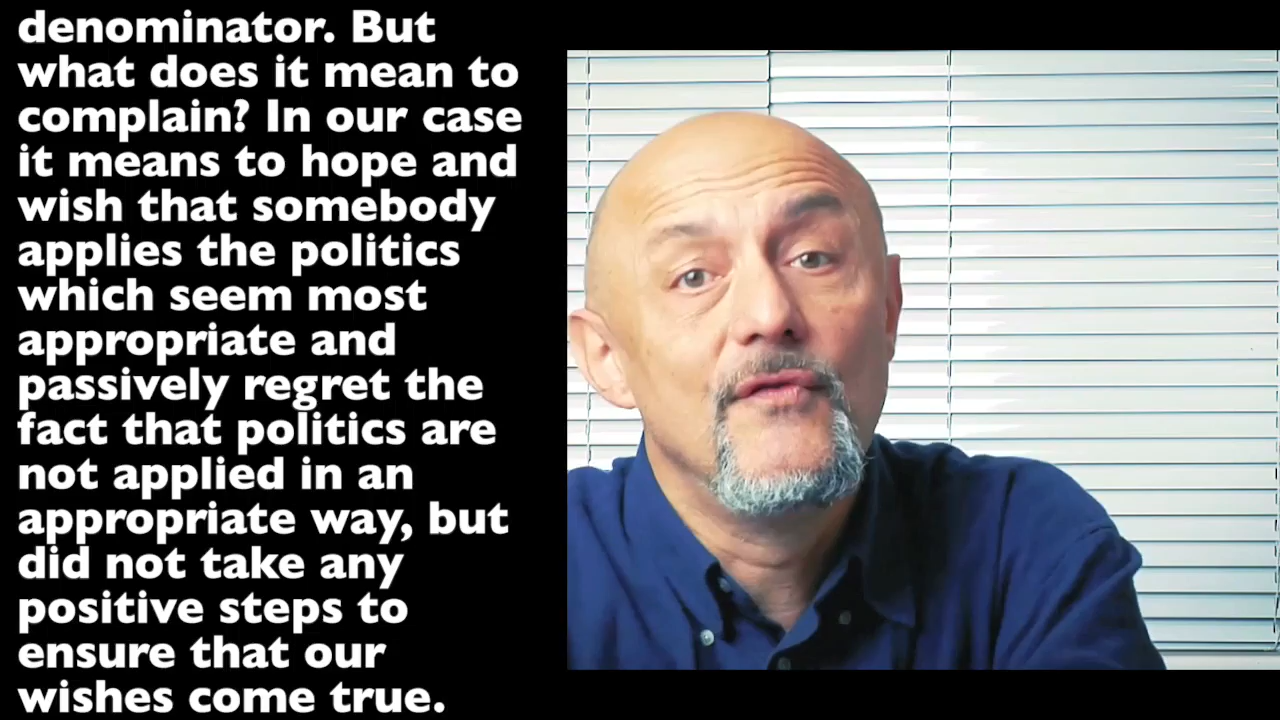 denominator. But
what does it mean to
complain? In our case
it means to hope and
wish that somebody
applies the politics
which seem most
appropriate and
passively regret the
fact that politics are
not applied in an
appropriate way, but
did not take any
positive steps to
ensure that our
wishes come true.